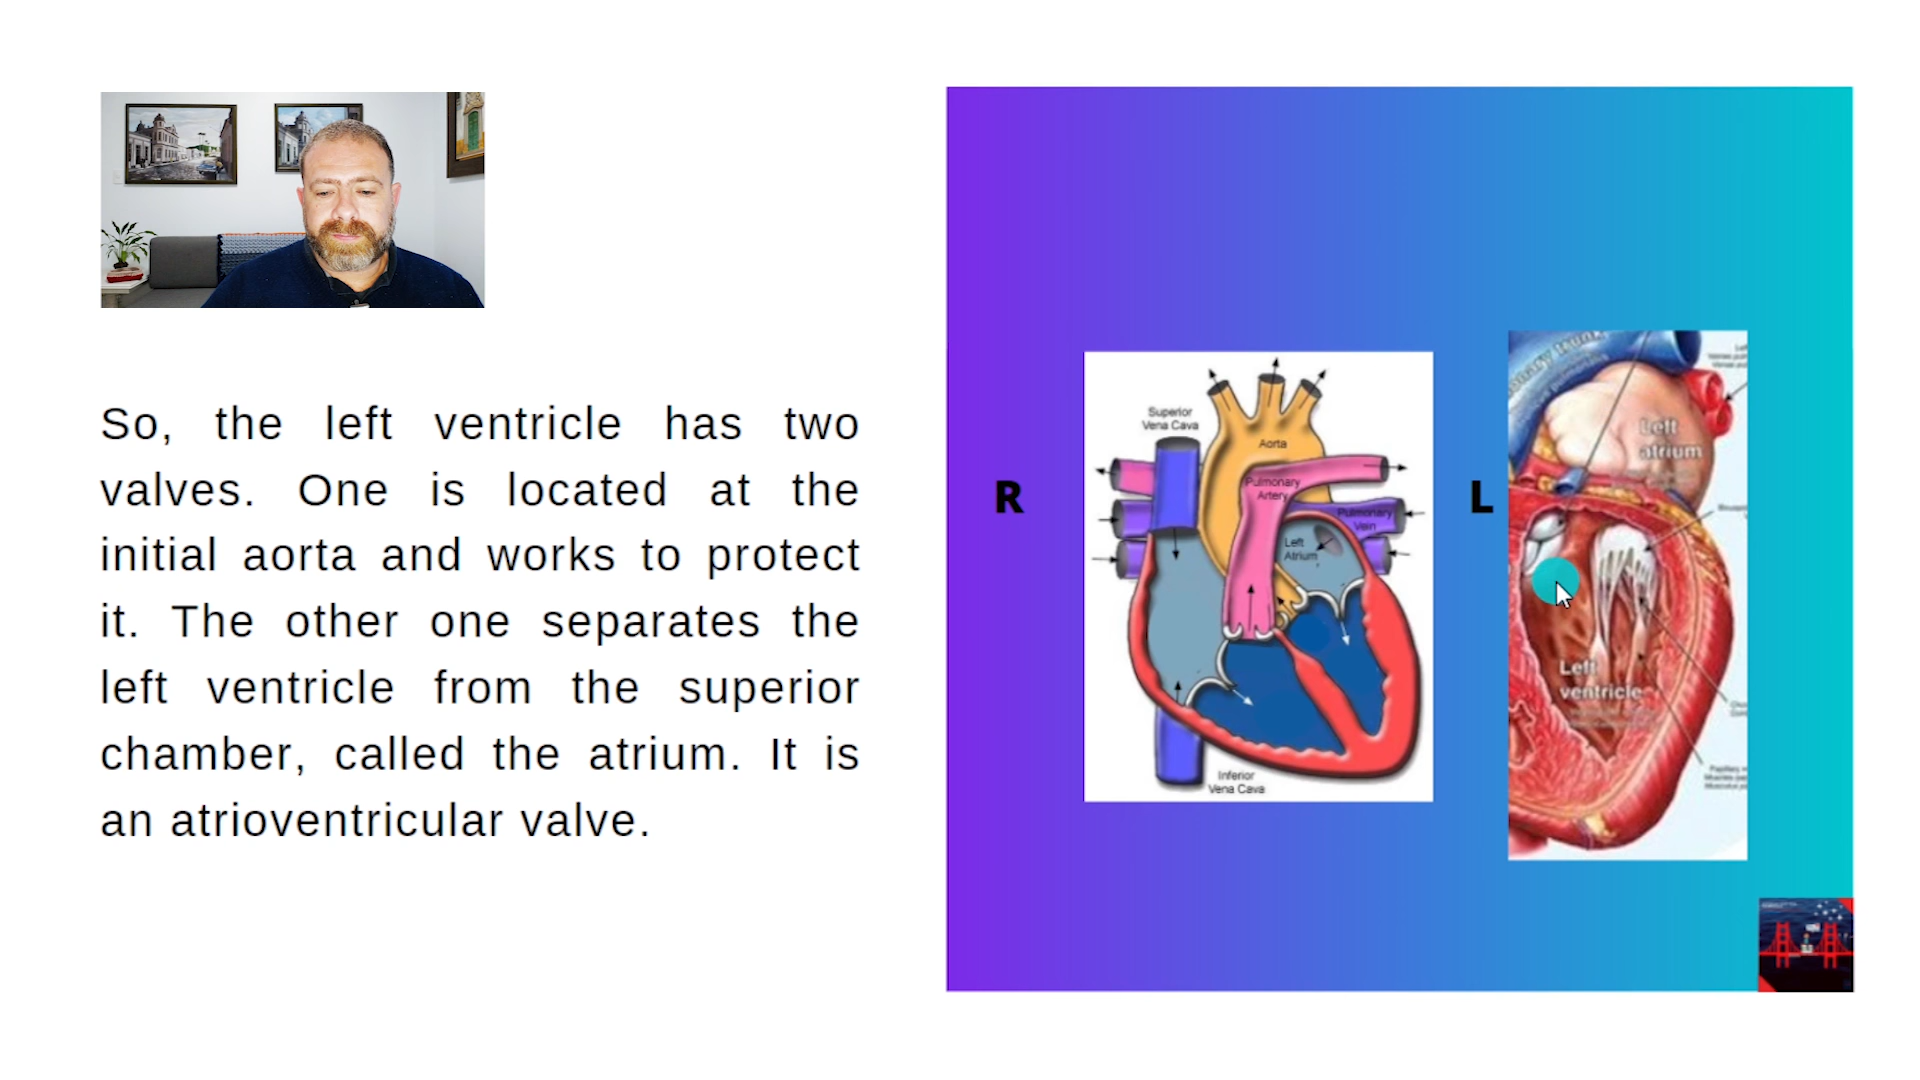 So, the left ventricle has two
valves. One is located at the
initial aorta and works to protect
it. The other one separates the
left ventricle from the superior
chamber, called the atrium. It is
an atrioventricular valve.
R
Superior
Vena Cava
Aorta
Pulmonary
Artery
Pulmonary
Vein
Left
Atrium
Inferior
Vena Cava
L
Left
atrium
Left
ventricle